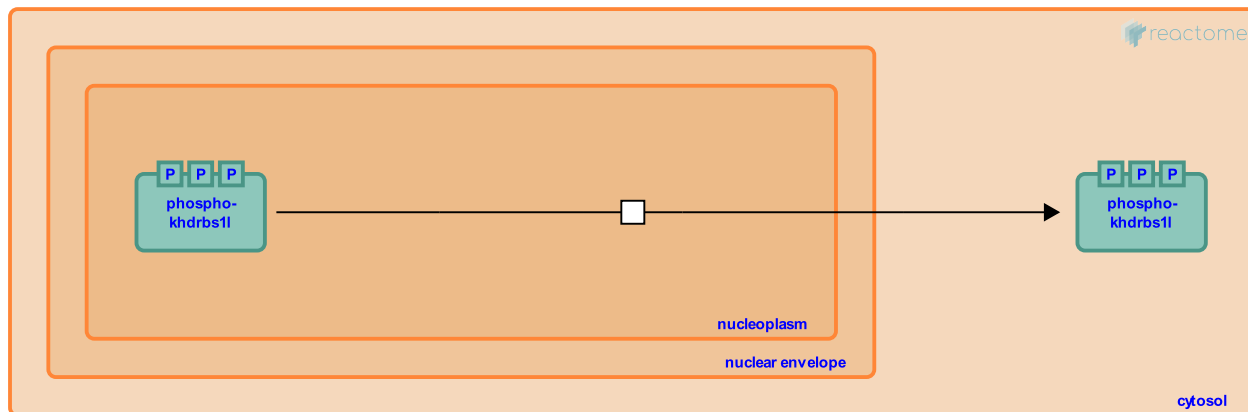 reactome
P P P
phospho-
khdrbs1l
P P P
phospho-
khdrbs1l
nucleoplasm
nuclear envelope
cytosol